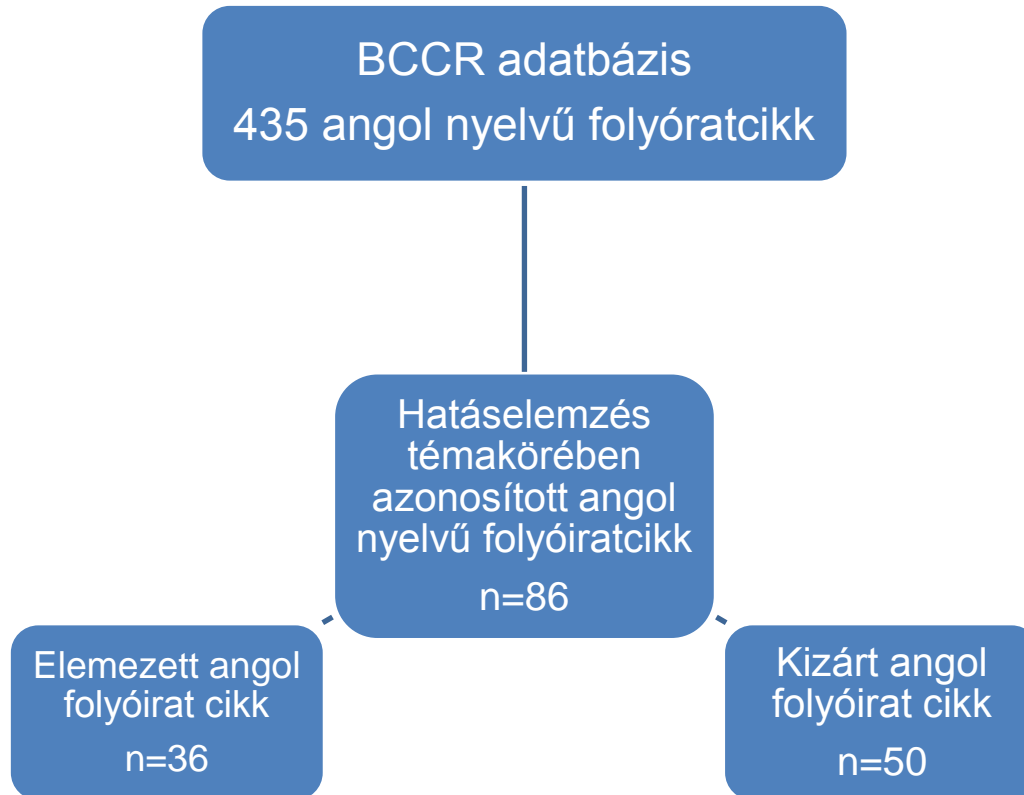 BCCR adatbázis
435 angol nyelvű folyóratcikk
Hatáselemzés
témakörében
azonosított angol
nyelvű folyóiratcikk
n=86
Elemezett angol
folyóirat cikk
n=36
Kizárt angol
folyóirat cikk
n=50